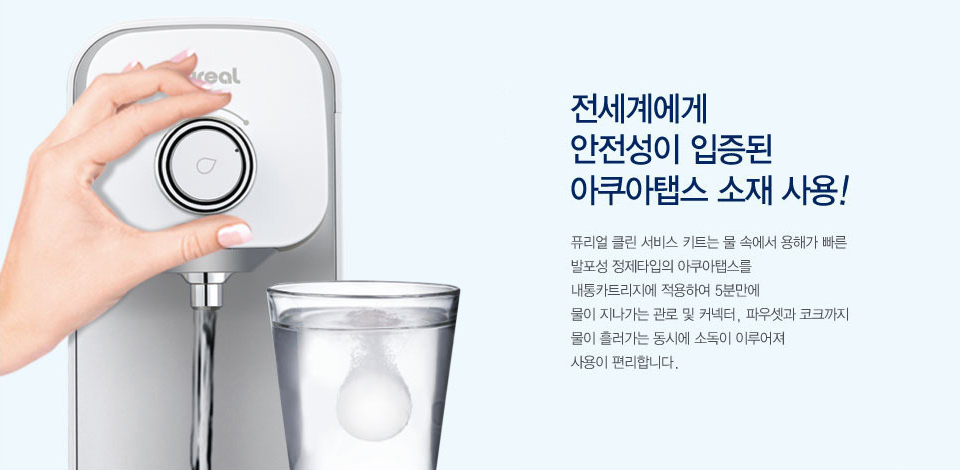 전세계에게
안전성이 입증된
아쿠아탭스 소재 사용!
퓨리얼 클린 서비스 키트는 물 속에서 용해가 빠른
발포성 정제타입의 아쿠아탭스를
내통카트리지에 적용하여 5분만에
물이 지나가는 관로 및 커넥터, 파우셋과 코크까지
물이 흘러가는 동시에 소독이 이루어져
사용이 편리합니다.